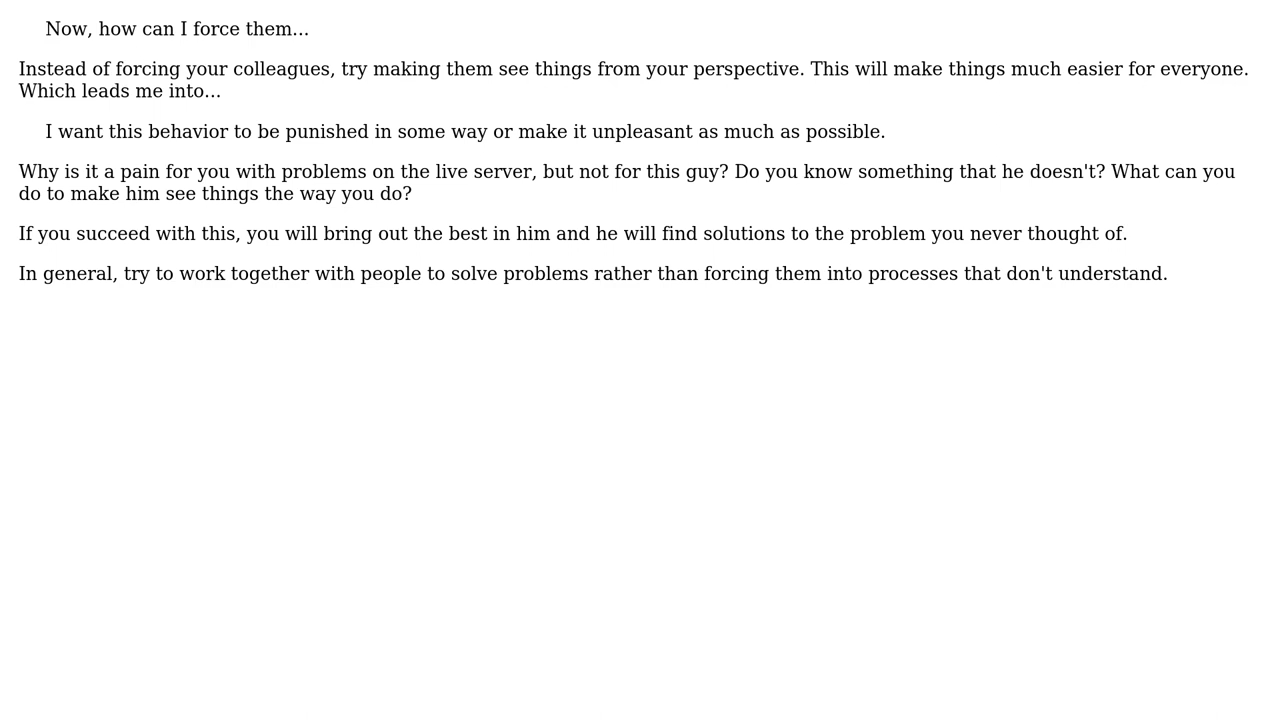 Now, how can I force them...
Instead of forcing your colleagues, try making them see things from your perspective. This will make things much easier for everyone.
Which leads me into...
I want this behavior to be punished in some way or make it unpleasant as much as possible.
Why is it a pain for you with problems on the live server, but not for this guy? Do you know something that he doesn't? What can you
do to make him see things the way you do?
If you succeed with this, you will bring out the best in him and he will find solutions to the problem you never thought of.
In general, try to work together with people to solve problems rather than forcing them into processes that don't understand.